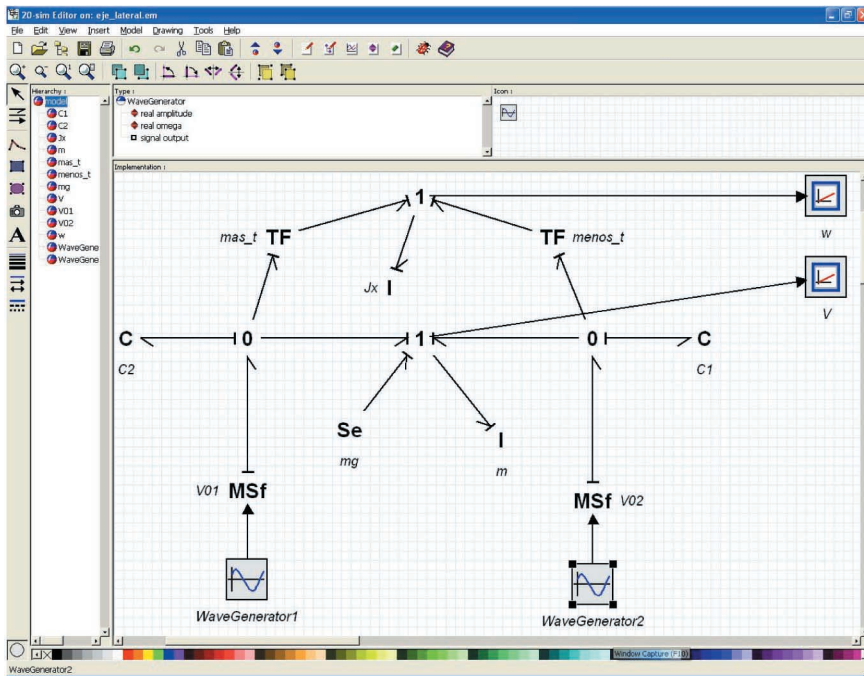 20-sim Editor on: eje_lateral.em
File Edit View Insert Model Drawing Tools Help
Hierarchy :
model
C1
C2
Jx
m
mas_t
menos_t
mg
V
V01
V02
w
WaveGene
WaveGene
Type :
WaveGenerator
real amplitude
real omega
signal output
Icon :
Implementation :
1
mas_t TF
TF menos_t
w
Jx I
V
C 0 1 0 C
C2
C1
Se
mg
I
m
V01 MSf
MSf V02
WaveGenerator1
WaveGenerator2
A
Window Capture (F10)
WaveGenerator2